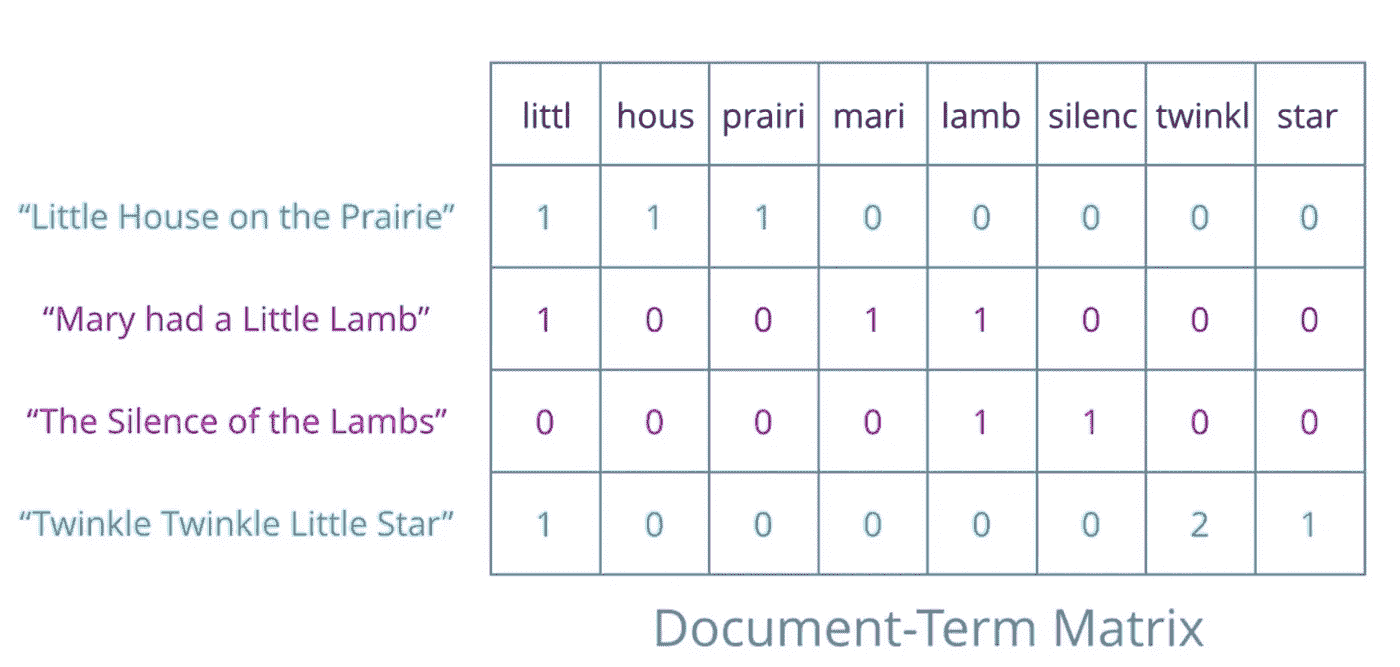 littl hous prairi mari lamb silenc twinkl star
“Little House on the Prairie” 1 1 1 0 0 0 0 0
“Mary had a Little Lamb” 1 0 0 1 1 0 0 0
“The Silence of the Lambs” 0 0 0 0 1 1 0 0
“Twinkle Twinkle Little Star” 1 0 0 0 0 0 2 1
Document-Term Matrix